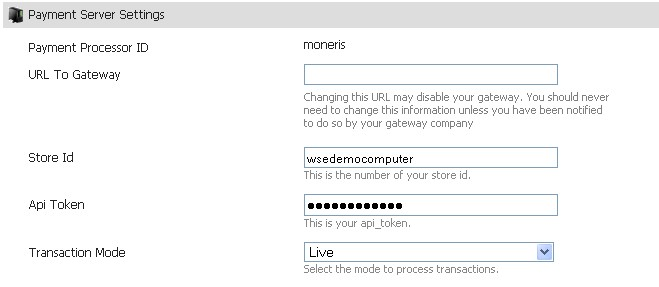 Payment Server Settings
Payment Processor ID moneris
URL To Gateway
Changing this URL may disable your gateway. You should never
need to change this information unless you have been notified
to do so by your gateway company
Store Id wsedemocomputer
This is the number of your store id.
Api Token ●●●●●●●●●●●●
This is your api_token.
Transaction Mode Live
Select the mode to process transactions.